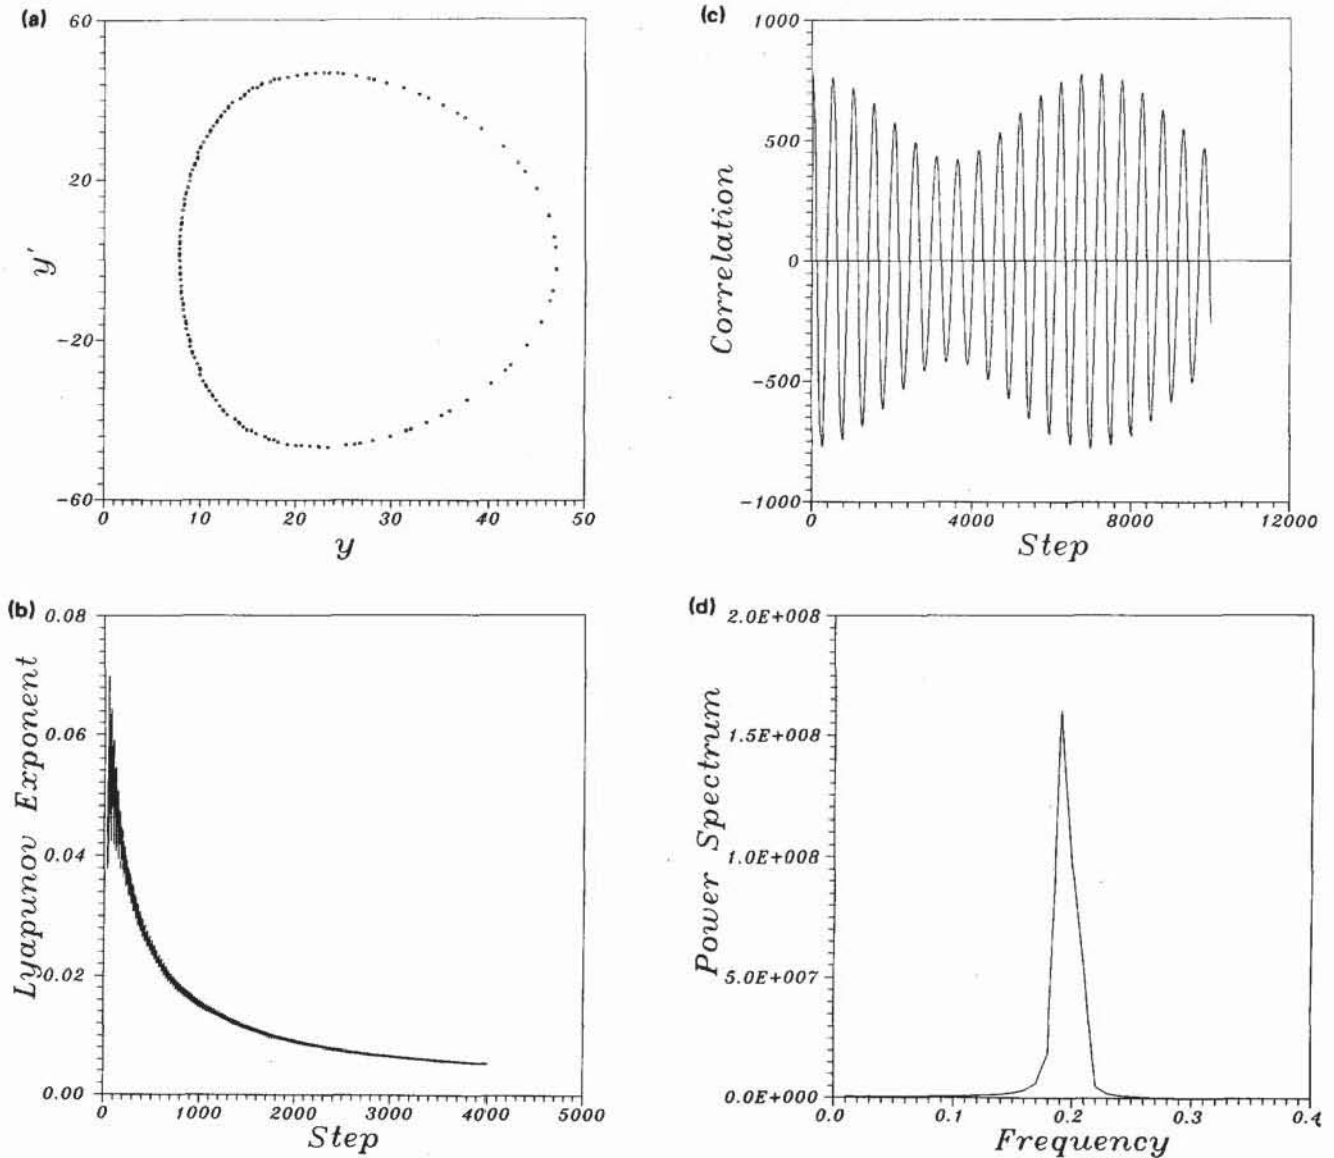 (a)
60
20
-20
-60
y'
0 10 20 30 40 50
y
(c)
1000
500
0
-500
-1000
Correlation
0 4000 8000 12000
Step
(b)
0.08
0.06
0.04
0.02
0.00
Lyapunov Exponent
0 1000 2000 3000 4000 5000
Step
(d)
2.0E+008
1.5E+008
1.0E+008
5.0E+007
0.0E+000
Power Spectrum
0.0 0.1 0.2 0.3 0.4
Frequency